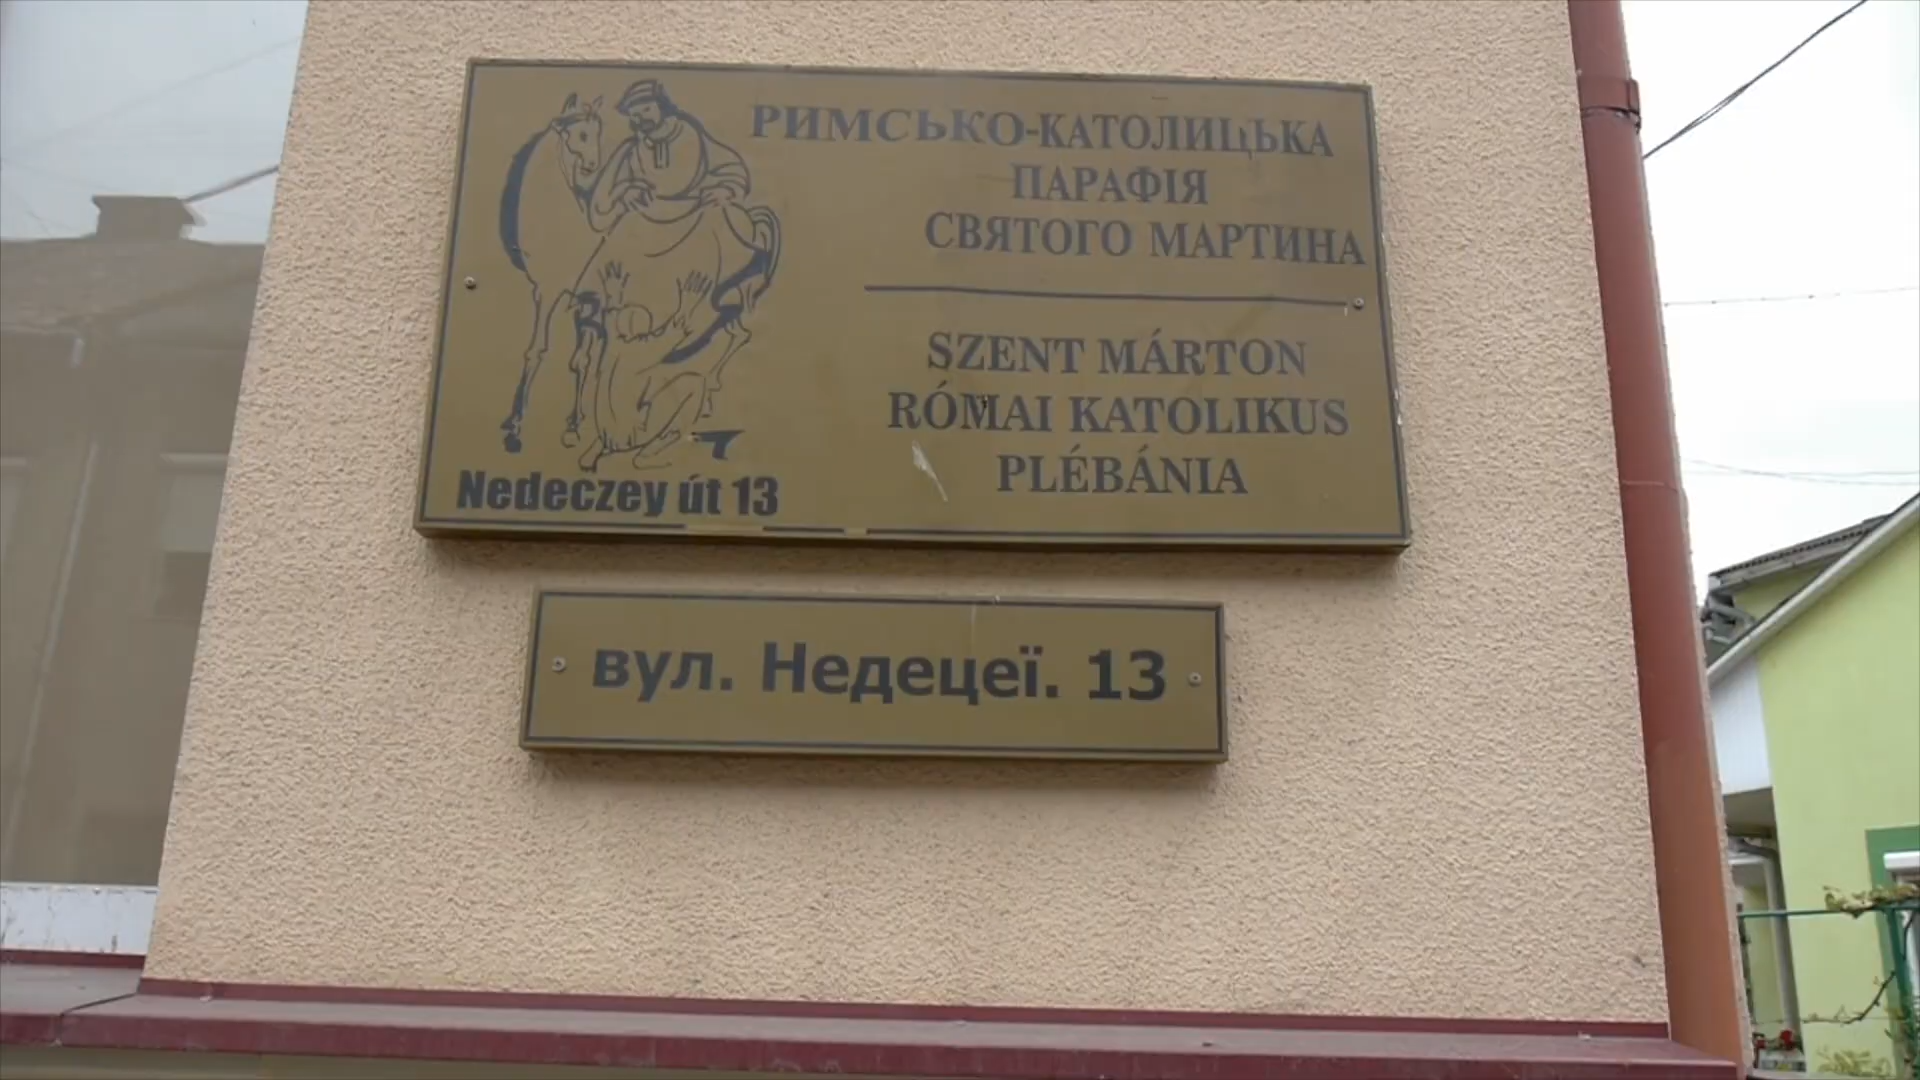 РИМСЬКО-КАТОЛИЦЬКА
ПАРАФІЯ
СВЯТОГО МАРТИНА
SZENT MÁRTON
RÓMAI KATOLIKUS
PLÉBÁNIA
Nedeczey út 13
вул. Недецеї. 13